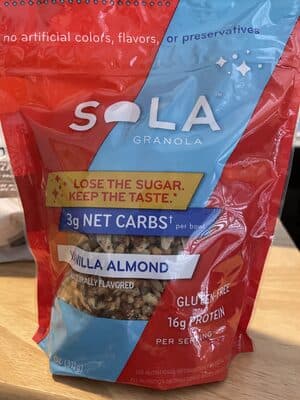 no artificial colors, flavors, or preservatives
SOLA
GRANOLA
LOSE THE SUGAR.
KEEP THE TASTE.*
3g NET CARBS† per bowl
VANILLA ALMOND
NATURALLY FLAVORED
GLUTEN-FREE
16g PROTEIN
PER SERVING